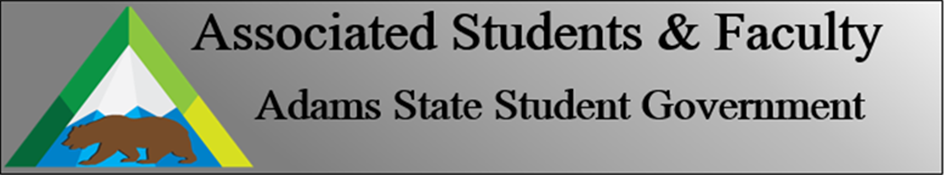 Associated Students & Faculty
Adams State Student Government